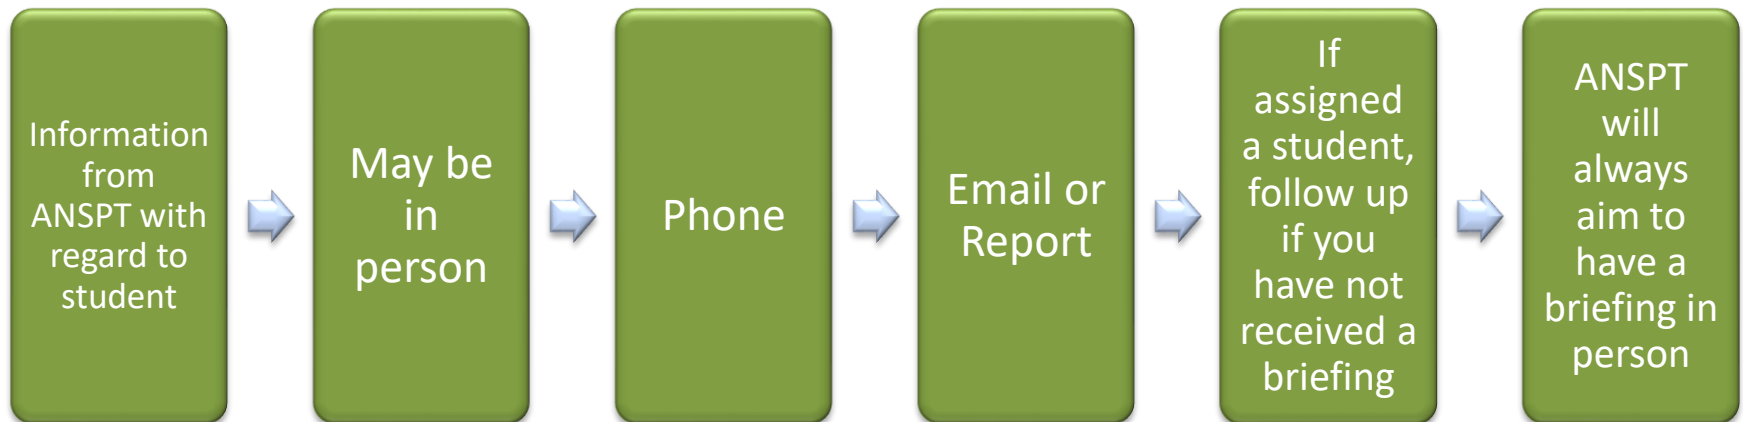 Information
from
ANSPT with
regard to
student
May be
in
person
Phone
Email or
Report
If
assigned
a student,
follow up
if you
have not
received a
briefing
ANSPT
will
always
aim to
have a
briefing in
person